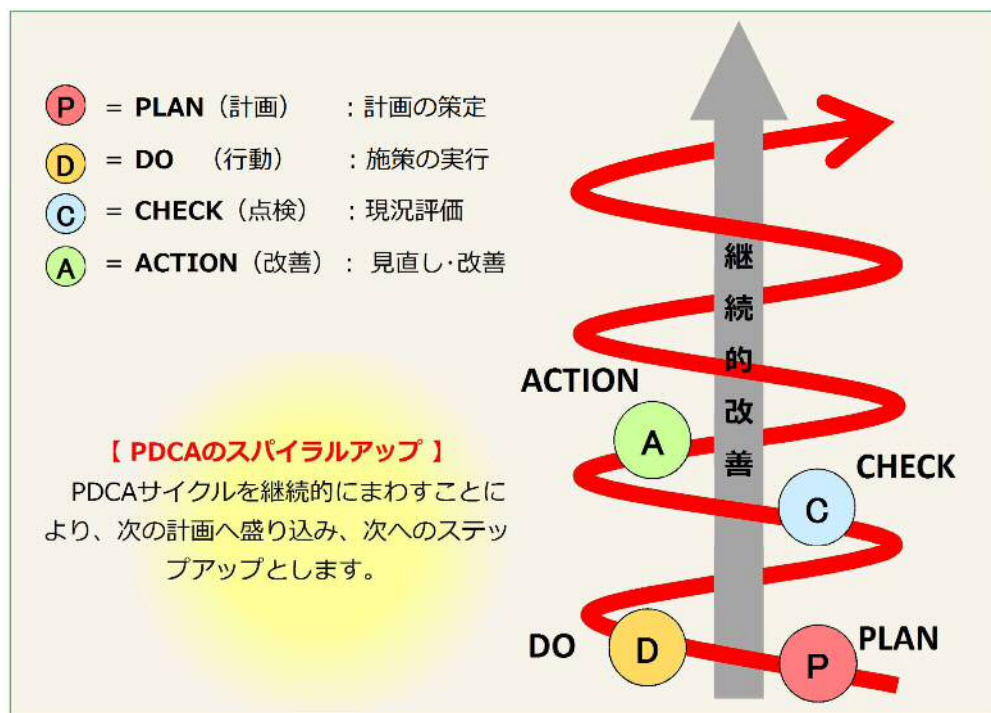 P = PLAN（計画）　：計画の策定
D = DO　（行動）　：施策の実行
C = CHECK（点検）　：現況評価
A = ACTION（改善）： 見直し･改善
【 PDCAのスパイラルアップ 】
PDCAサイクルを継続的にまわすことに
より、次の計画へ盛り込み、次へのステッ
プアップとします。
継続的改善
ACTION
A
CHECK
C
DO
D
PLAN
P